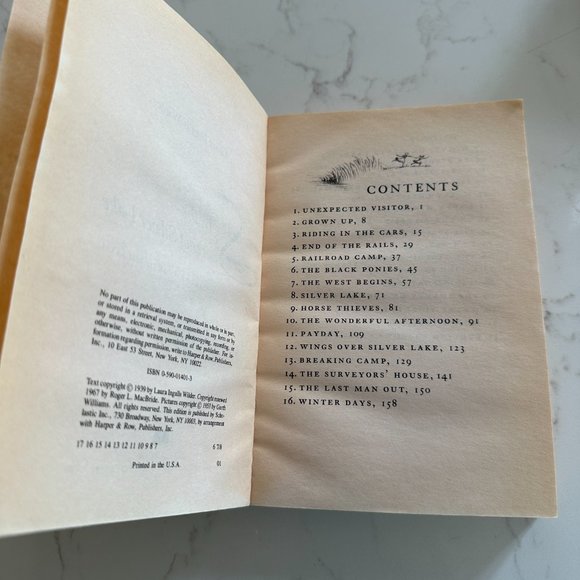 No part of this publication may be reproduced in whole or in part,
or stored in a retrieval system, or transmitted in any form or by
any means, electronic, mechanical, photocopying, recording, or
otherwise, without written permission of the publisher. For in-
formation regarding permission, write to Harper & Row, Publishers,
Inc., 10 East 53 Street, New York, NY 10022.
ISBN 0-590-01401-3
Text copyright © 1939 by Laura Ingalls Wilder. Copyright ©
1967 by Roger L. MacBride. Pictures copyright © 1953 by Garth
Williams. All rights reserved. This edition is published by Scho-
lastic Inc., 730 Broadway, New York, NY 10003, by arrangement
with Harper & Row, Publishers, Inc.
17 16 15 14 13 12 11 10 9 8 7 6 7 8
Printed in the U.S.A. 01
CONTENTS
1. UNEXPECTED VISITOR, 1
2. GROWN UP, 8
3. RIDING IN THE CARS, 15
4. END OF THE RAILS, 29
5. RAILROAD CAMP, 37
6. THE BLACK PONIES, 45
7. THE WEST BEGINS, 57
8. SILVER LAKE, 71
9. HORSE THIEVES, 81
10. THE WONDERFUL AFTERNOON, 91
11. PAYDAY, 109
12. WINGS OVER SILVER LAKE, 123
13. BREAKING CAMP, 129
14. THE SURVEYORS' HOUSE, 141
15. THE LAST MAN OUT, 150
16. WINTER DAYS, 158